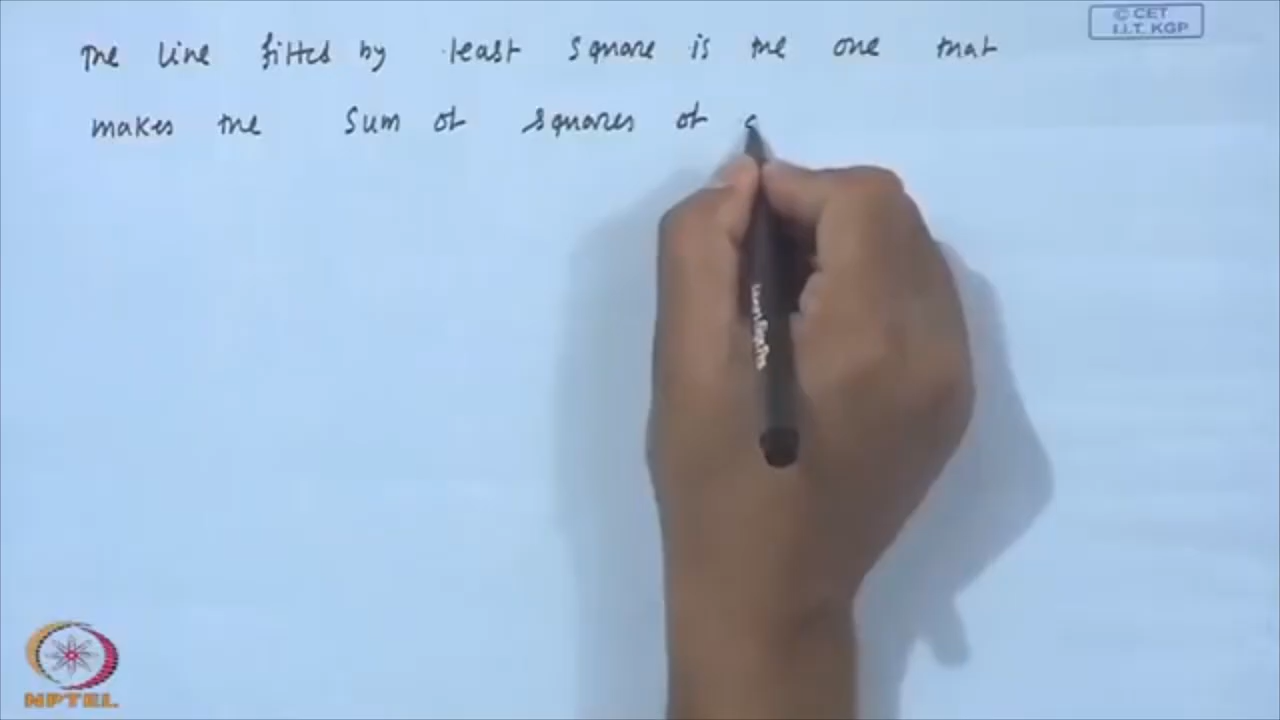 © CET
I.I.T. KGP
The line fitted by least square is the one that
makes the sum of squares of
NPTEL